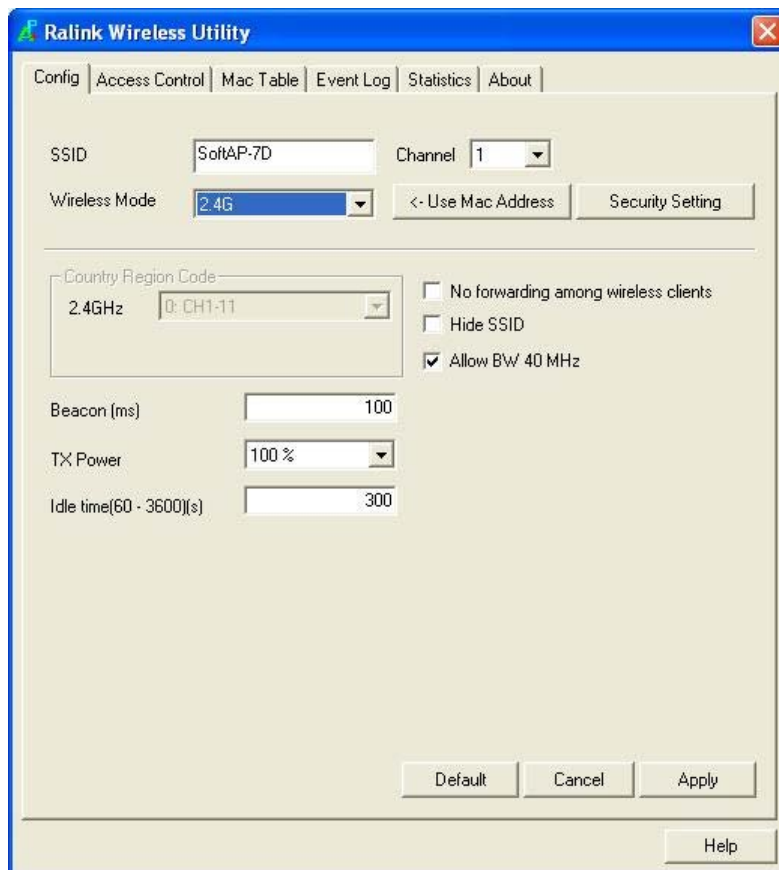 Ralink Wireless Utility
Config Access Control Mac Table Event Log Statistics About
SSID SoftAP-7D Channel 1
Wireless Mode 2.4G <- Use Mac Address Security Setting
Country Region Code
2.4GHz 0: CH1-11
No forwarding among wireless clients
Hide SSID
Allow BW 40 MHz
Beacon (ms) 100
TX Power 100 %
Idle time(60 - 3600)(s) 300
Default Cancel Apply
Help